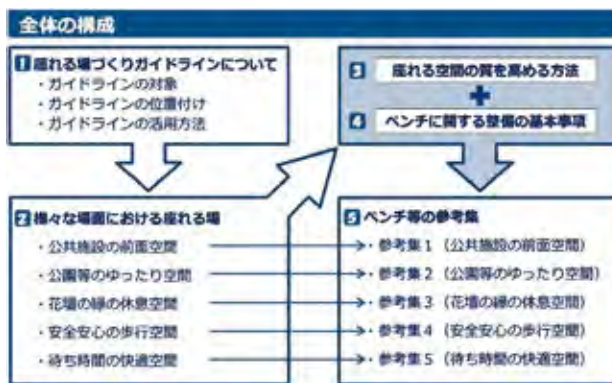 全体の構成
1 座れる場づくりガイドラインについて
・ガイドラインの対象
・ガイドラインの位置付け
・ガイドラインの活用方法
2 様々な場面における座れる場
・公共施設の前面空間
・公園等のゆったり空間
・花壇の縁の休息空間
・安全安心の歩行空間
・待ち時間の快適空間
3 座れる空間の質を高める方法
+
4 ベンチに関する整備の基本事項
5 ベンチ等の参考集
・参考集1（公共施設の前面空間）
・参考集2（公園等のゆったり空間）
・参考集3（花壇の縁の休息空間）
・参考集4（安全安心の歩行空間）
・参考集5（待ち時間の快適空間）